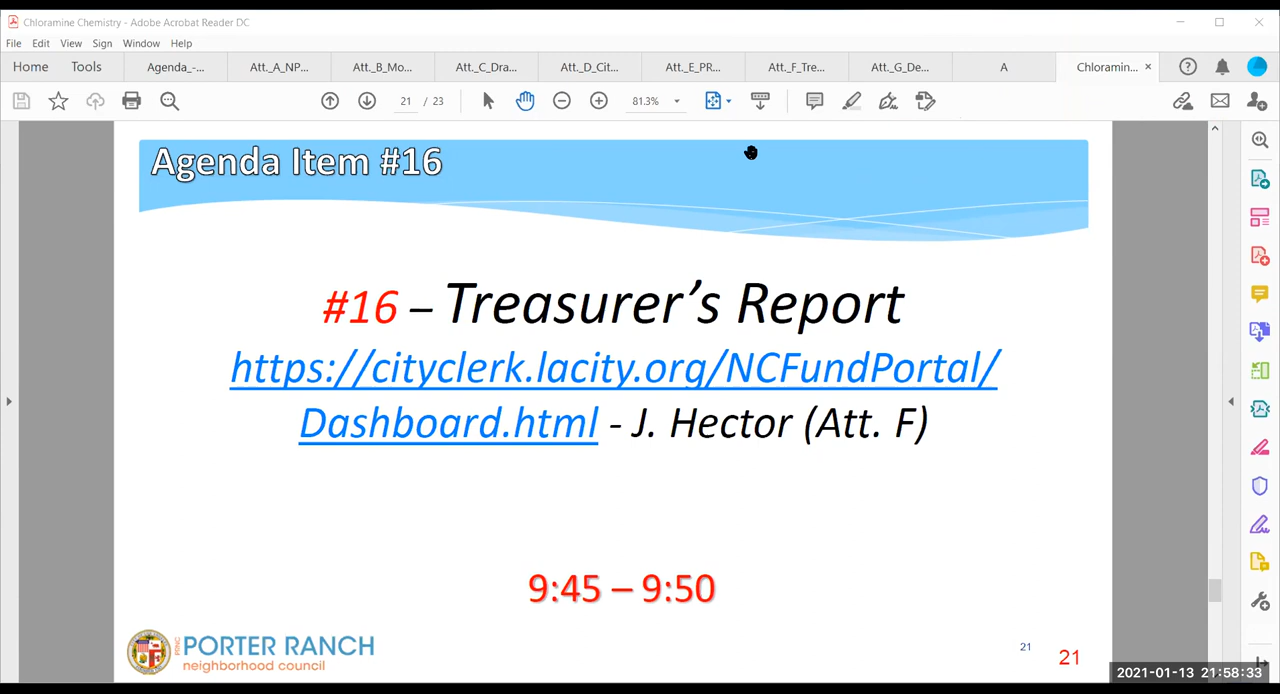 Chloramine Chemistry - Adobe Acrobat Reader DC
File Edit View Sign Window Help
Home Tools Agenda_-... Att._A_NP... Att._B_Mo... Att._C_Dra... Att._D_Cit... Att._E_PR... Att._F_Tre... Att._G_De... A Chloramin... ×
21 / 23 81.3%
Agenda Item #16
#16 – Treasurer’s Report
https://cityclerk.lacity.org/NCFundPortal/
Dashboard.html - J. Hector (Att. F)
9:45 – 9:50
PRNC PORTER RANCH
neighborhood council
21
21
2021-01-13 21:58:33